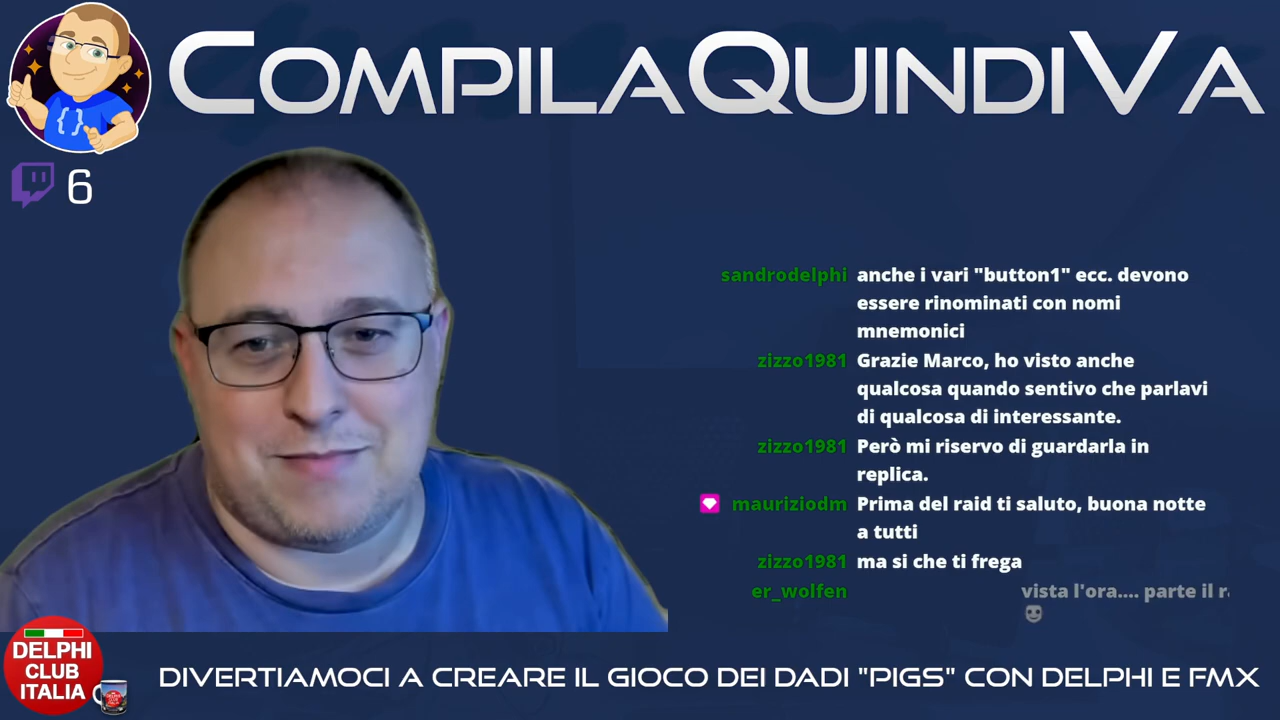 CompilaQuindiVa
{ }
6
sandrodelphi anche i vari "button1" ecc. devono
essere rinominati con nomi
mnemonici
zizzo1981 Grazie Marco, ho visto anche
qualcosa quando sentivo che parlavi
di qualcosa di interessante.
zizzo1981 Però mi riservo di guardarla in
replica.
mauriziodm Prima del raid ti saluto, buona notte
a tutti
zizzo1981 ma si che ti frega
er_wolfen vista l'ora.... parte il
DELPHI
CLUB
ITALIA
DIVERTIAMOCI A CREARE IL GIOCO DEI DADI "PIGS" CON DELPHI E FMX